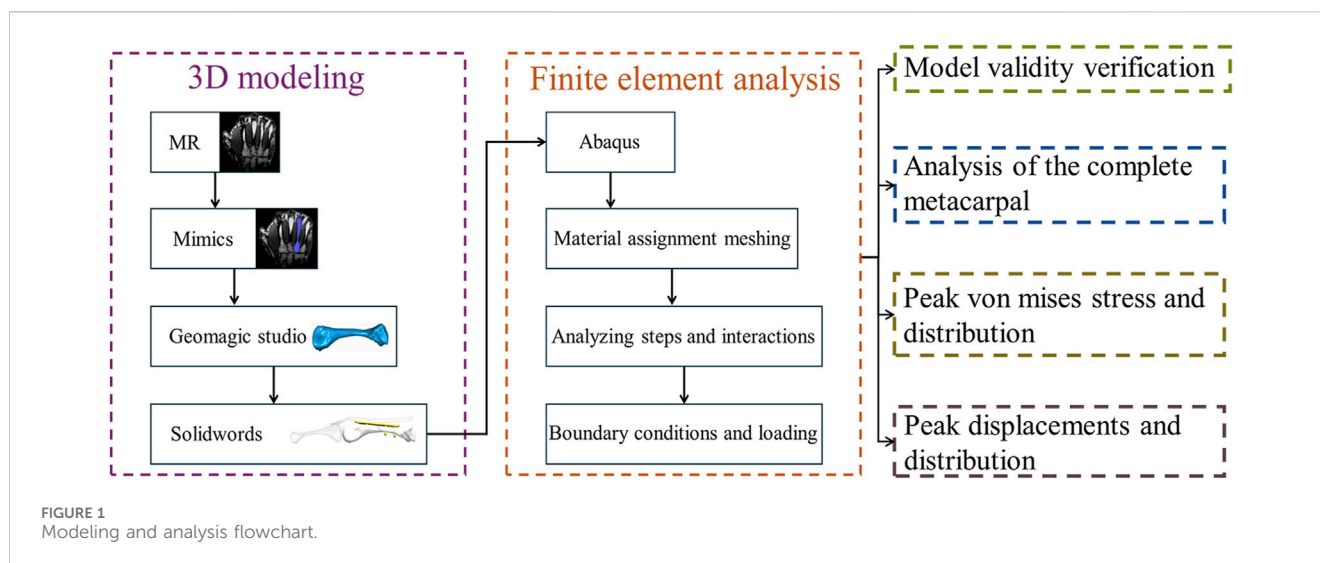 3D modeling
MR
Mimics
Geomagic studio
Solidwords
Finite element analysis
Abaqus
Material assignment meshing
Analyzing steps and interactions
Boundary conditions and loading
Model validity verification
Analysis of the complete
metacarpal
Peak von mises stress and
distribution
Peak displacements and
distribution
FIGURE 1
Modeling and analysis flowchart.